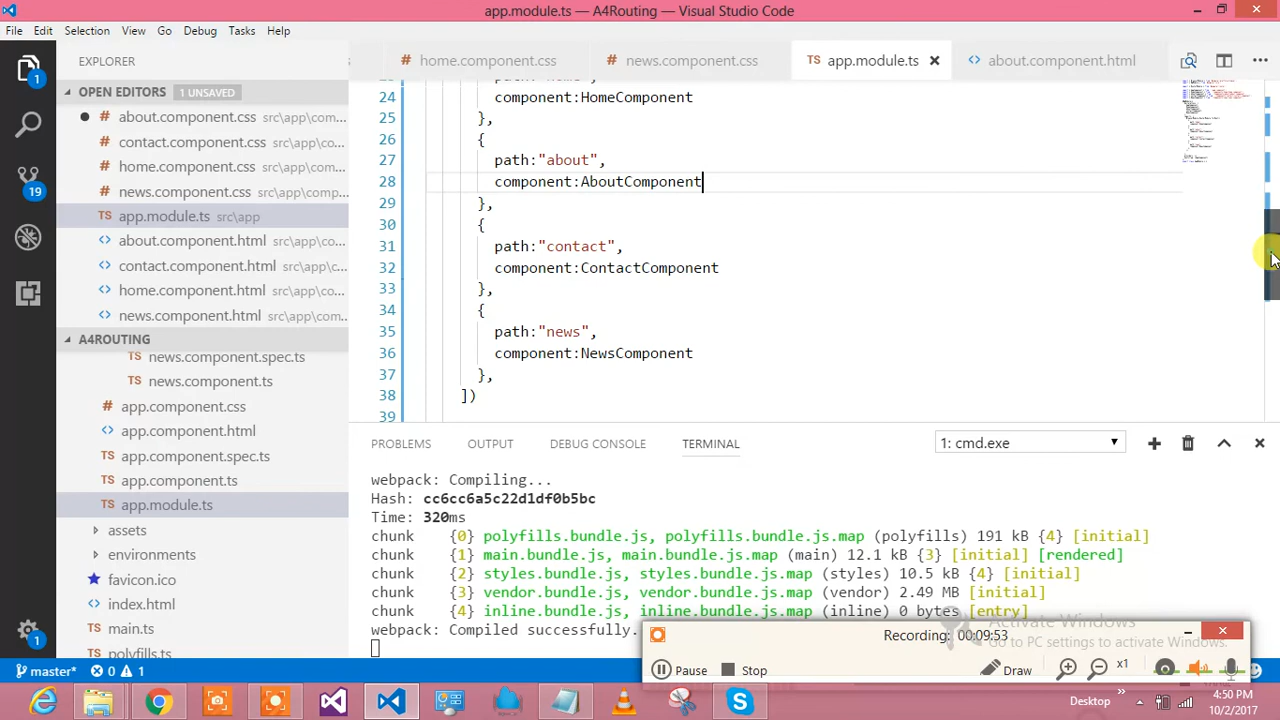 app.module.ts — A4Routing — Visual Studio Code
File Edit Selection View Go Debug Tasks Help
EXPLORER
home.component.css
news.component.css
app.module.ts
about.component.html
OPEN EDITORS 1 UNSAVED
about.component.css src\app\com...
contact.component.css src\app\co...
home.component.css src\app\co...
news.component.css src\app\comp...
TS app.module.ts src\app
about.component.html src\app\co...
contact.component.html src\app\c...
home.component.html src\app\co...
news.component.html src\app\com...
A4ROUTING
TS news.component.spec.ts
TS news.component.ts
app.component.css
app.component.html
TS app.component.spec.ts
TS app.component.ts
TS app.module.ts
assets
environments
favicon.ico
index.html
TS main.ts
TS polyfills.ts
24 component:HomeComponent
25 },
26 {
27 path:"about",
28 component:AboutComponent
29 },
30 {
31 path:"contact",
32 component:ContactComponent
33 },
34 {
35 path:"news",
36 component:NewsComponent
37 },
38 ])
39
PROBLEMS OUTPUT DEBUG CONSOLE TERMINAL 1: cmd.exe
webpack: Compiling...
Hash: cc6cc6a5c22d1df0b5bc
Time: 320ms
chunk {0} polyfills.bundle.js, polyfills.bundle.js.map (polyfills) 191 kB {4} [initial]
chunk {1} main.bundle.js, main.bundle.js.map (main) 12.1 kB {3} [initial] [rendered]
chunk {2} styles.bundle.js, styles.bundle.js.map (styles) 10.5 kB {4} [initial]
chunk {3} vendor.bundle.js, vendor.bundle.js.map (vendor) 2.49 MB [initial]
chunk {4} inline.bundle.js, inline.bundle.js.map (inline) 0 bytes [entry]
webpack: Compiled successfully.
Activate Windows
Go to PC settings to activate Windows.
Recording: 00:09:53
Pause Stop Draw x1
master* 0 1
1
19
1
Desktop
4:50 PM
10/2/2017